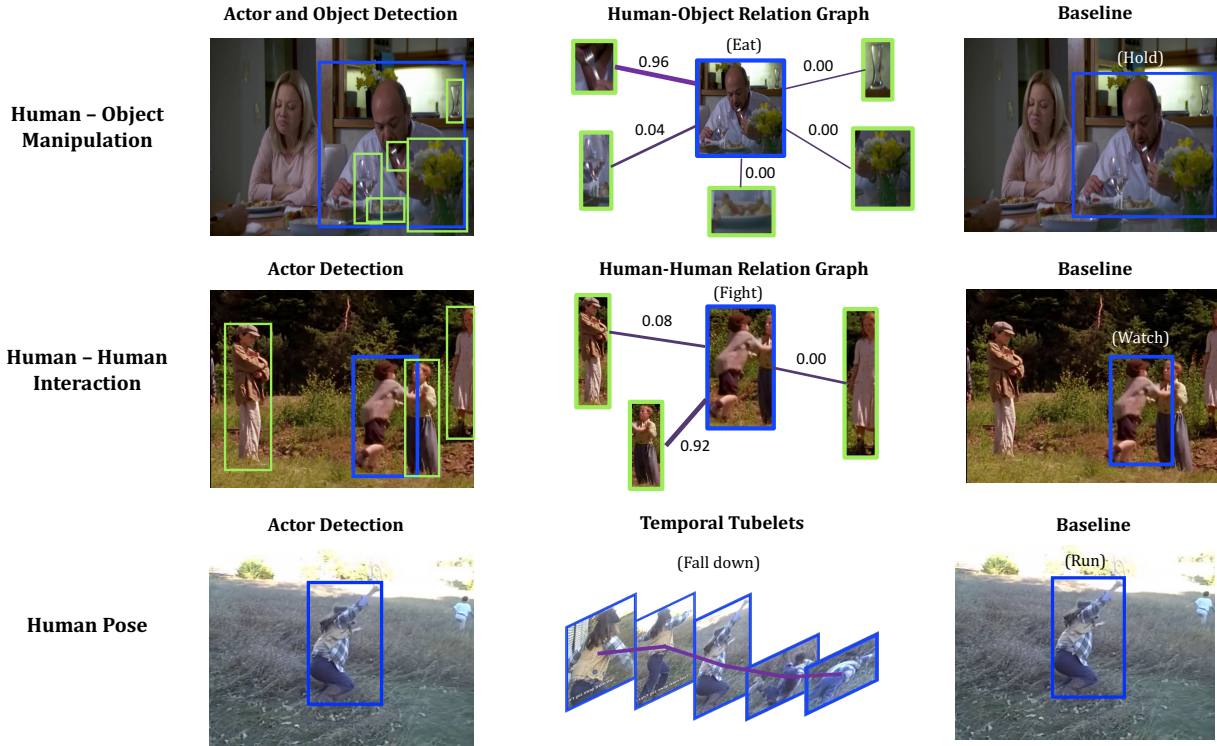 Actor and Object Detection
Human-Object Relation Graph
Baseline
Human – Object
Manipulation
(Eat)
(Hold)
0.96
0.00
0.04
0.00
0.00
Actor Detection
Human-Human Relation Graph
Baseline
Human – Human
Interaction
(Fight)
(Watch)
0.08
0.00
0.92
Actor Detection
Temporal Tubelets
Baseline
Human Pose
(Fall down)
(Run)